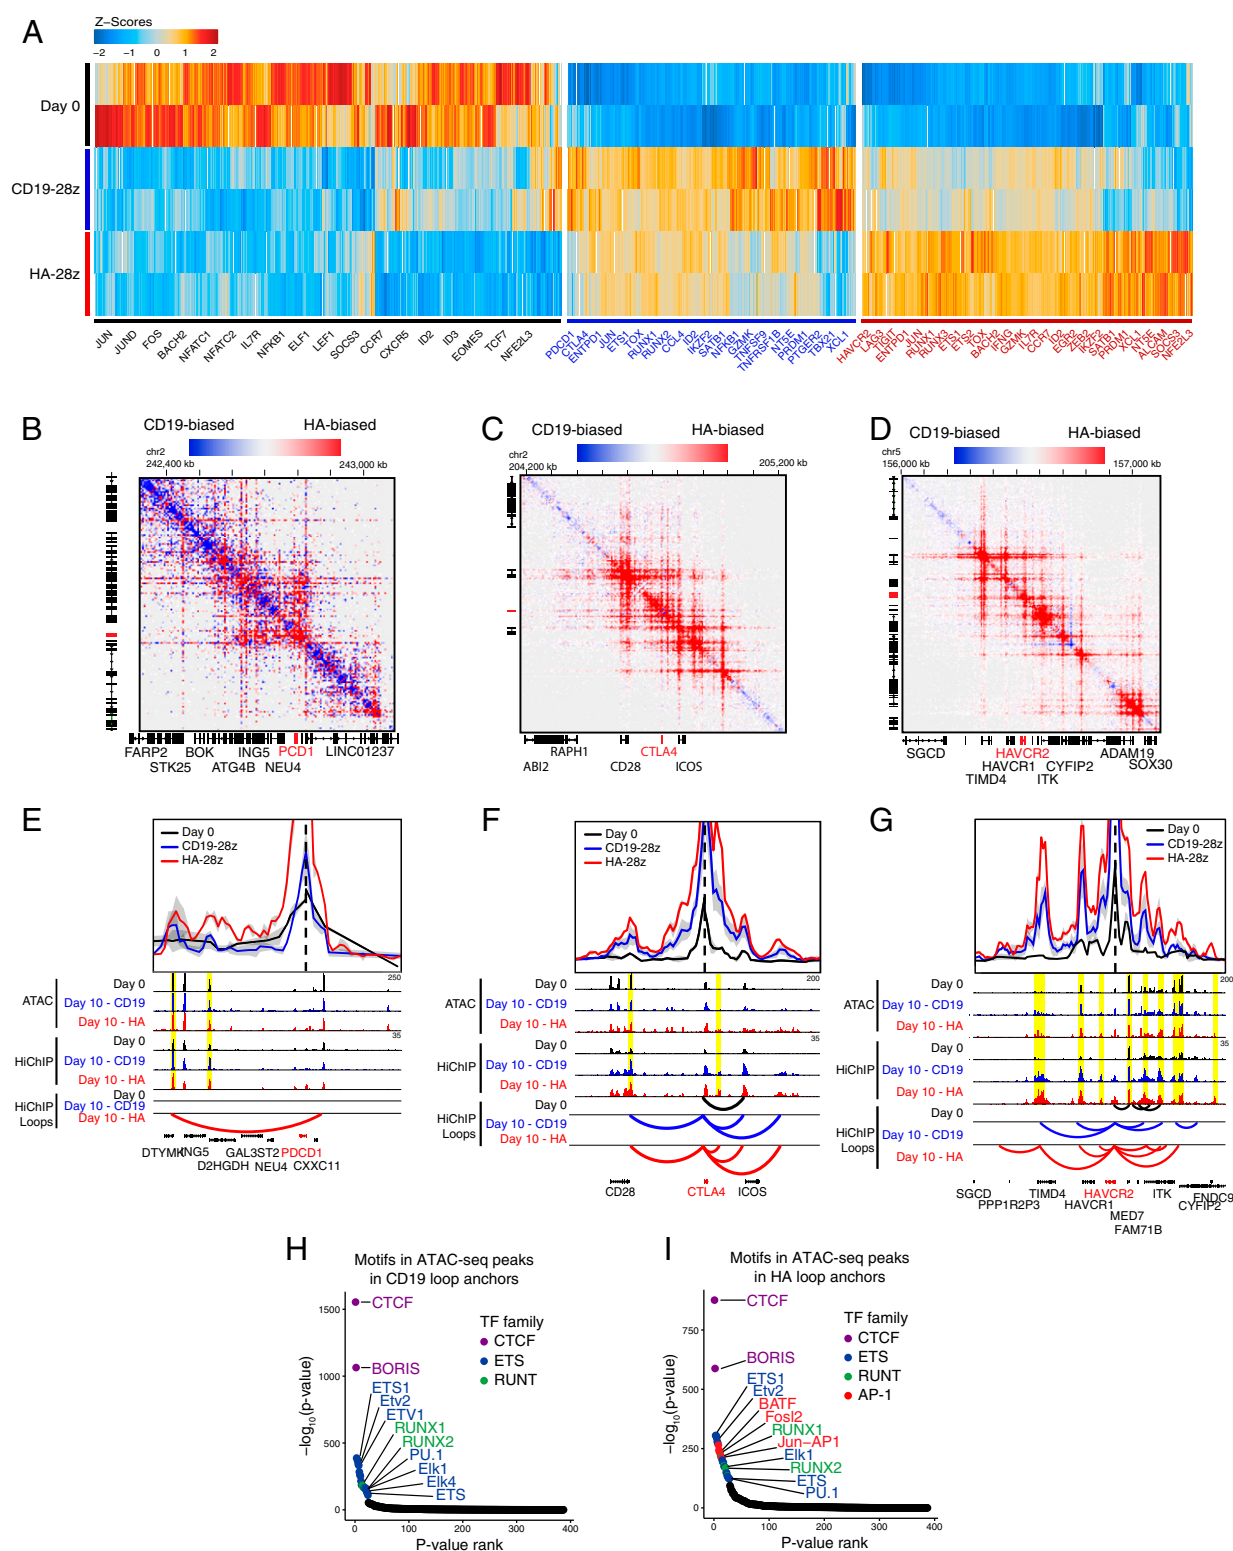 A
Z-Scores
-2 -1 0 1 2
Day 0
CD19-28z
HA-28z
JUN JUND FOS BACH2 NFATC1 NFATC2 IL7R NFKB1 ELF1 LEF1 SOCS3 CCR7 CXCR5 ID2 ID3 EOMES TCF7 NFE2L3
PDCD1 CTLA4 ENTPD1 JUN ETS1 TOX RUNX1 RUNX2 CCL4 ID2 IKZF2 SATB1 NFKB1 GZMK TNFSF9 TNFRSF1B NT5E PRDM1 PTGER2 TBX21 XCL1
HAVCR2 LAG3 TIGIT ENTPD1 JUN RUNX1 RUNX3 ETS1 ETS2 TOX BACH2 IFNG GZMK IL7R CCR7 ID2 EGR2 ZEB2 IKZF2 SATB1 PRDM1 XCL1 NT5E ALCAM SOCS3 NFE2L3
B
CD19-biased HA-biased
chr2
242,400 kb 243,000 kb
FARP2 BOK ING5 PCD1 LINC01237
STK25 ATG4B NEU4
C
CD19-biased HA-biased
chr2
204,200 kb 205,200 kb
RAPH1 CTLA4
ABI2 CD28 ICOS
D
CD19-biased HA-biased
chr5
156,000 kb 157,000 kb
SGCD HAVCR2 ADAM19
HAVCR1 CYFIP2 SOX30
TIMD4 ITK
E
Day 0
CD19-28z
HA-28z
250
ATAC
Day 0
Day 10 - CD19
Day 10 - HA
35
HiChIP
Day 0
Day 10 - CD19
Day 10 - HA
HiChIP Loops
Day 0
Day 10 - CD19
Day 10 - HA
DTYMK ING5 GAL3ST2 PDCD1
D2HGDH NEU4 CXXC11
F
Day 0
CD19-28z
HA-28z
200
ATAC
Day 0
Day 10 - CD19
Day 10 - HA
35
HiChIP
Day 0
Day 10 - CD19
Day 10 - HA
HiChIP
Loops
Day 0
Day 10 - CD19
Day 10 - HA
CD28 CTLA4 ICOS
G
Day 0
CD19-28z
HA-28z
200
ATAC
Day 0
Day 10 - CD19
Day 10 - HA
35
HiChIP
Day 0
Day 10 - CD19
Day 10 - HA
HiChIP
Loops
Day 0
Day 10 - CD19
Day 10 - HA
SGCD TIMD4 HAVCR2 ITK FNDC9
PPP1R2P3 HAVCR1 CYFIP2
MED7
FAM71B
H
Motifs in ATAC-seq peaks
in CD19 loop anchors
−log10(p-value)
1500
1000
500
0
CTCF
BORIS
ETS1
Etv2
ETV1
RUNX1
RUNX2
PU.1
Elk1
Elk4
ETS
TF family
CTCF
ETS
RUNT
0 100 200 300 400
P-value rank
I
Motifs in ATAC-seq peaks
in HA loop anchors
−log10(p-value)
750
500
250
0
CTCF
BORIS
ETS1
Etv2
BATF
Fosl2
RUNX1
Jun−AP1
Elk1
RUNX2
ETS
PU.1
TF family
CTCF
ETS
RUNT
AP-1
0 100 200 300 400
P-value rank